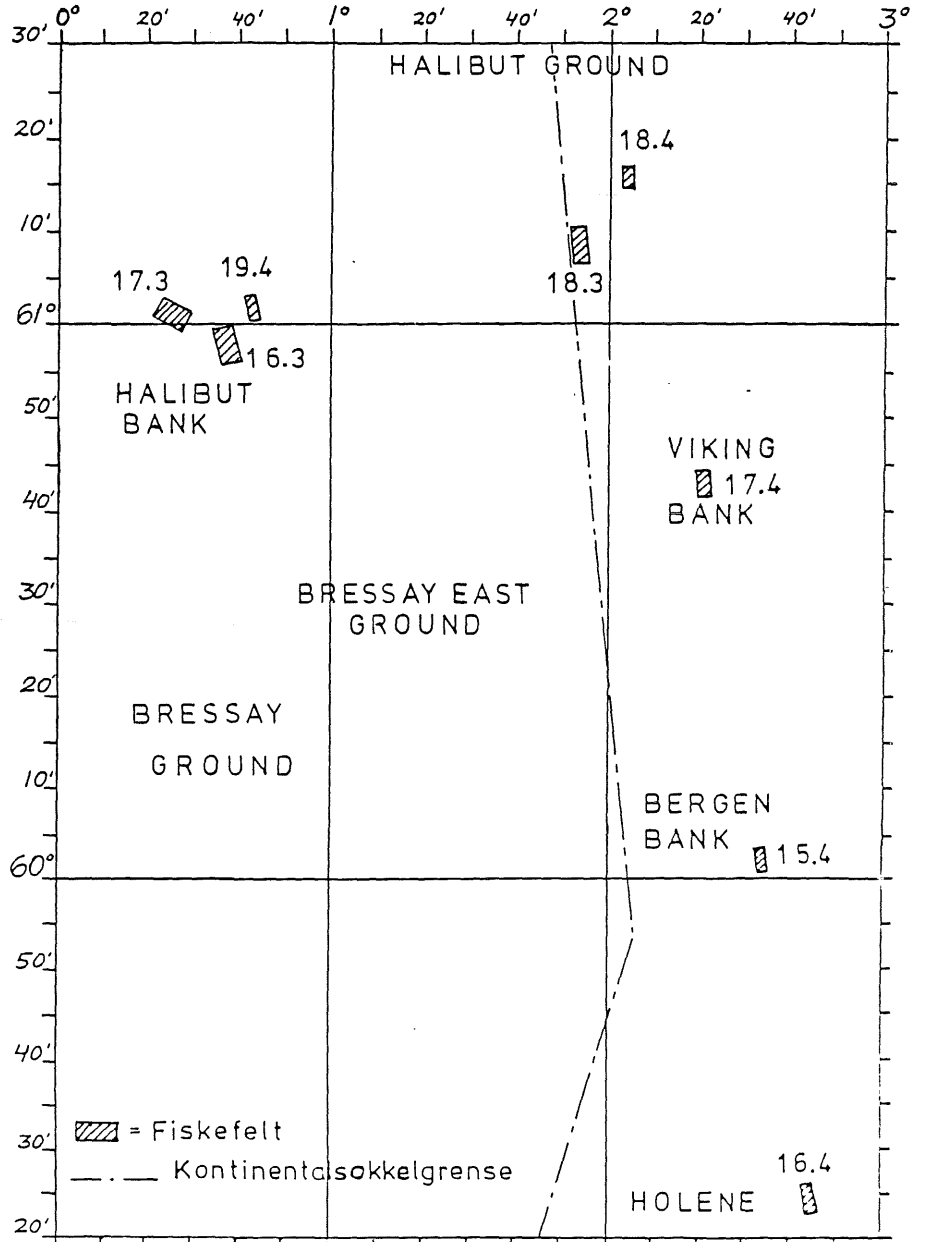 0° 20' 40' 1° 20' 40' 2° 20' 40' 3°
30'
HALIBUT GROUND
20'
18.4
10'
17.3 19.4
18.3
61°
16.3
HALIBUT
BANK
50'
VIKING
17.4
40'
BANK
30'
BRESSAY EAST
GROUND
20'
BRESSAY
GROUND
10'
BERGEN
BANK
15.4
60°
50'
40'
= Fiskefelt
30'
Kontinentalsokkelgrense
16.4
HOLENE
20'